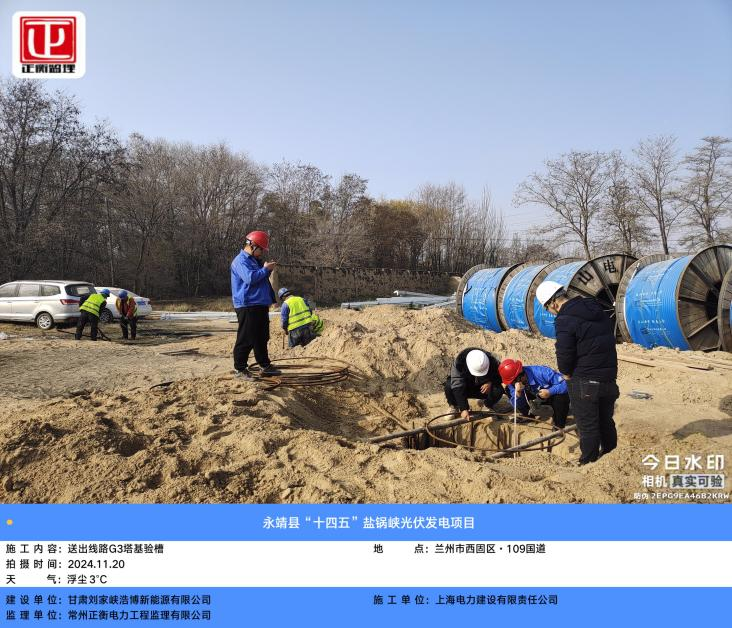 正衡监理
山电
今日水印
相机 真实可验
防伪 2EPG9EA46B2KRW
永靖县“十四五”盐锅峡光伏发电项目
施工内容：送出线路G3塔基验槽
地点：兰州市西固区·109国道
拍摄时间：2024.11.20
天气：浮尘 3℃
建设单位：甘肃刘家峡浩博新能源有限公司
施工单位：上海电力建设有限责任公司
监理单位：常州正衡电力工程监理有限公司